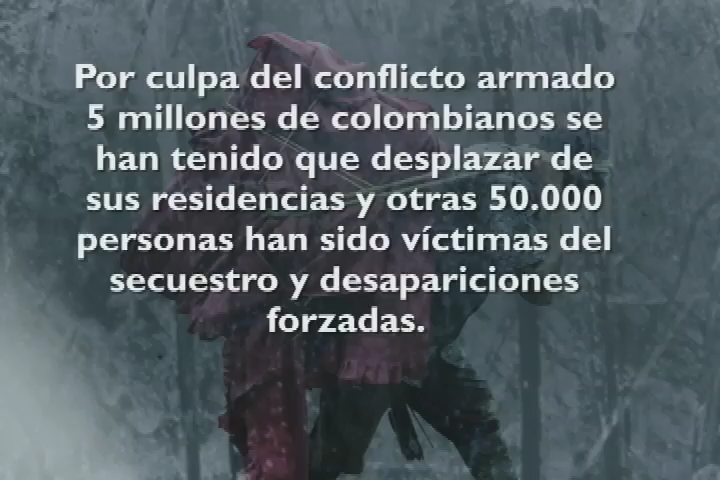 Por culpa del conflicto armado
5 millones de colombianos se
han tenido que desplazar de
sus residencias y otras 50.000
personas han sido víctimas del
secuestro y desapariciones
forzadas.